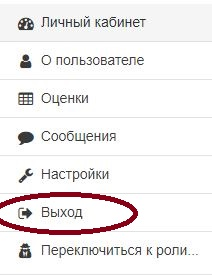 Личный кабинет
О пользователе
Оценки
Сообщения
Настройки
Выход
Переключиться к роли...